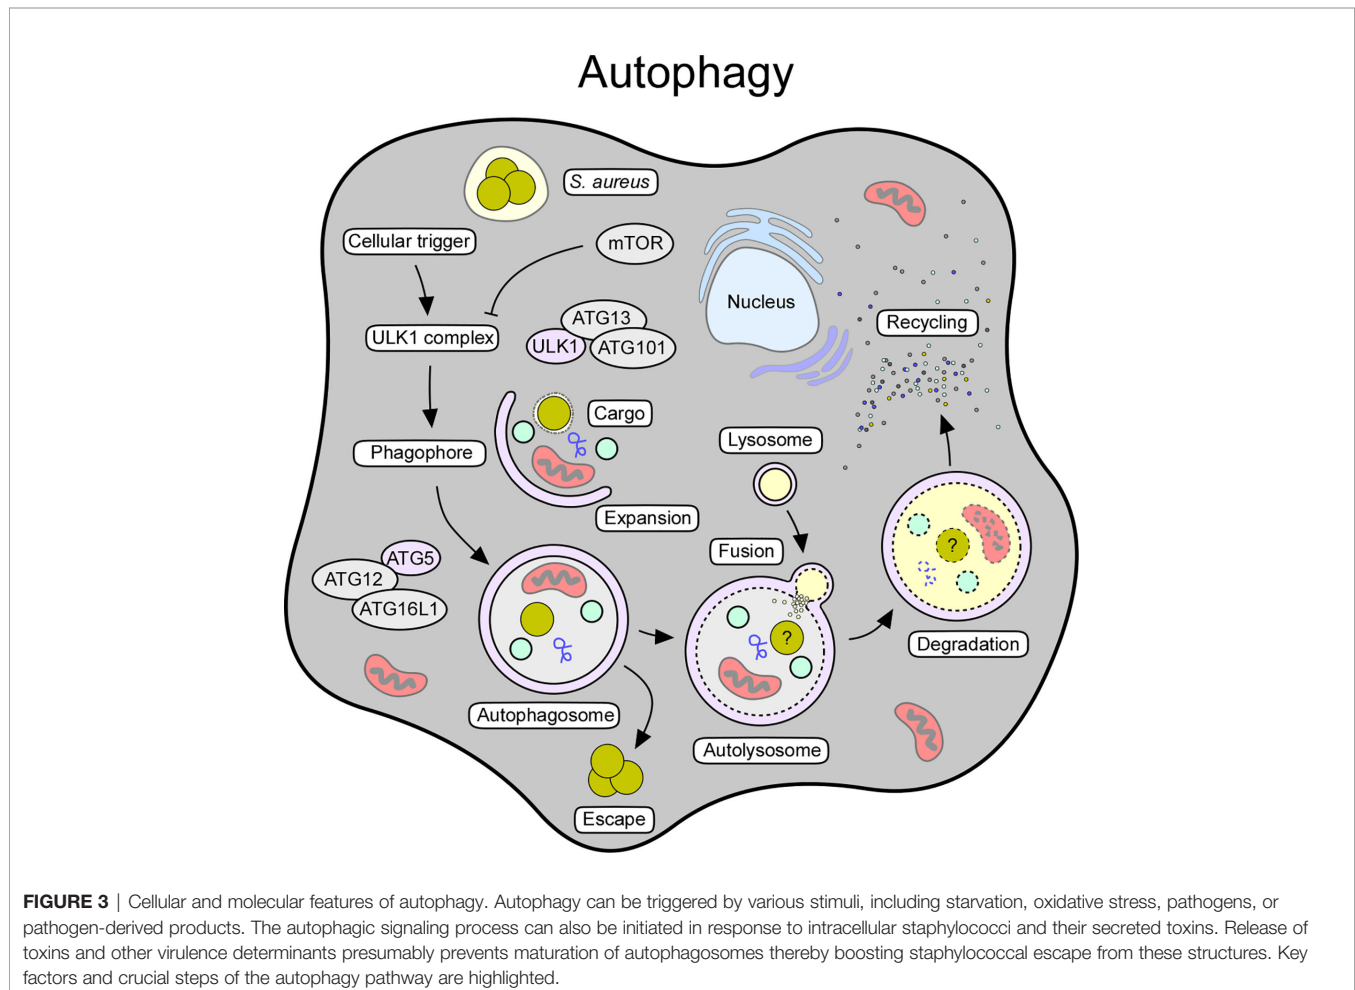 Autophagy
S. aureus
Cellular trigger
mTOR
ULK1 complex
ATG13
ULK1
ATG101
Nucleus
Recycling
Cargo
Phagophore
Lysosome
Expansion
Fusion
?
ATG5
ATG12
ATG16L1
?
Degradation
Autophagosome
Autolysosome
Escape
FIGURE 3 | Cellular and molecular features of autophagy. Autophagy can be triggered by various stimuli, including starvation, oxidative stress, pathogens, or
pathogen-derived products. The autophagic signaling process can also be initiated in response to intracellular staphylococci and their secreted toxins. Release of
toxins and other virulence determinants presumably prevents maturation of autophagosomes thereby boosting staphylococcal escape from these structures. Key
factors and crucial steps of the autophagy pathway are highlighted.